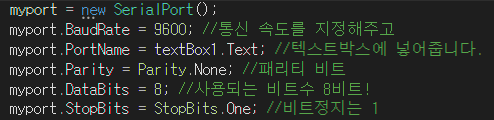 myport = new SerialPort();
myport.BaudRate = 9600; //통신 속도를 지정해주고
myport.PortName = textBox1.Text; //텍스트박스에 넣어줍니다.
myport.Parity = Parity.None; //패리티 비트
myport.DataBits = 8; //사용되는 비트수 8비트!
myport.StopBits = StopBits.One; //비트정지는 1